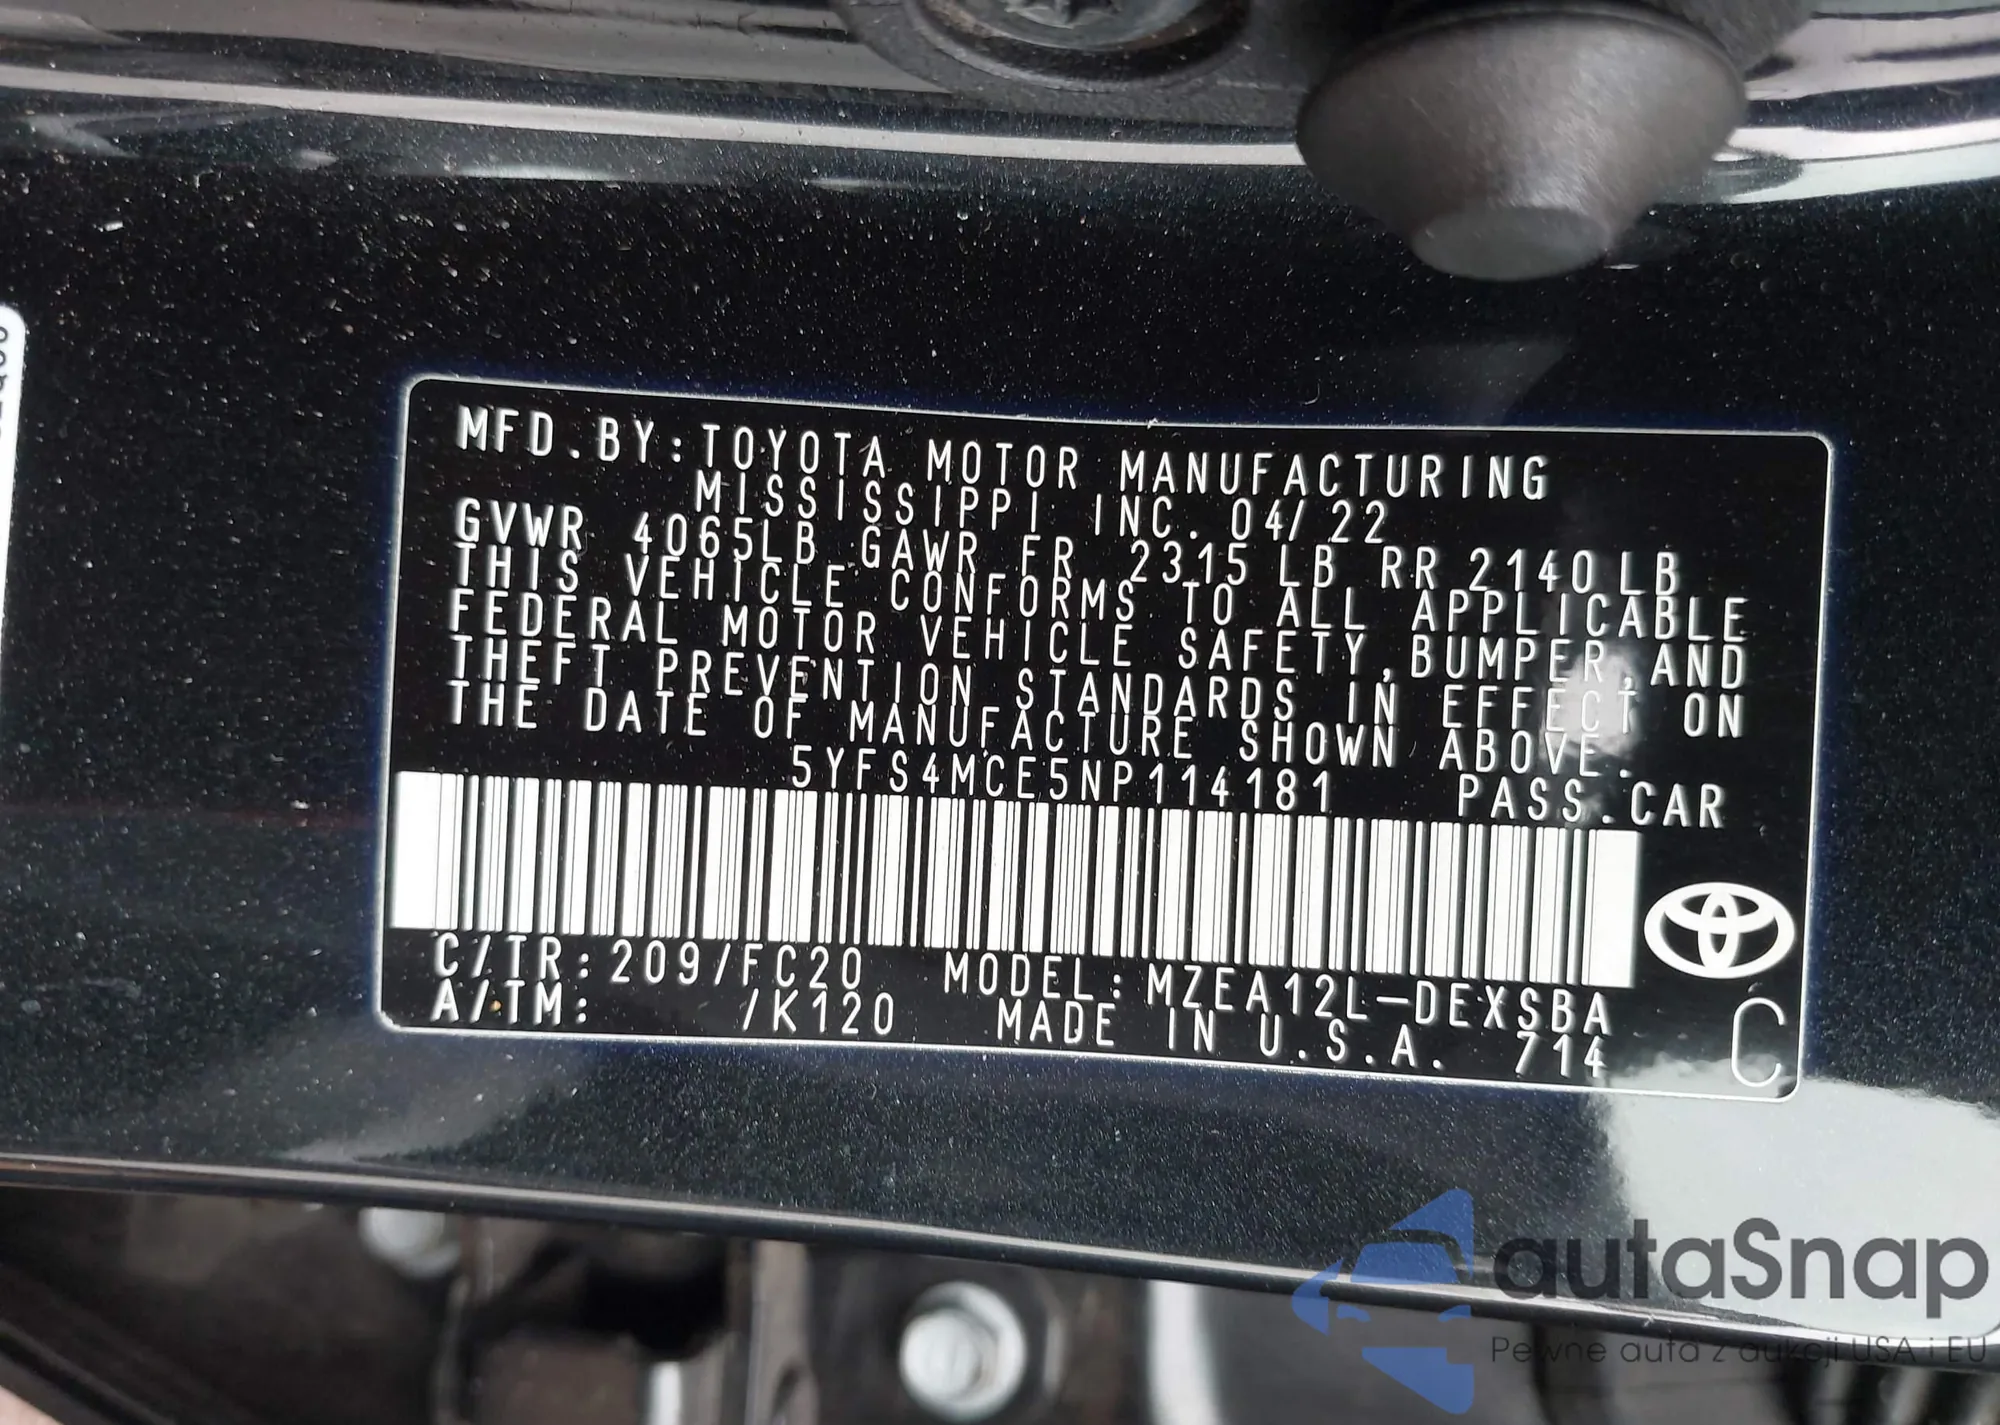 MFD.BY:TOYOTA MOTOR MANUFACTURING
MISSISSIPPI INC. 04/22
GVWR 4065LB GAWR FR 2315 LB RR 2140LB
THIS VEHICLE CONFORMS TO ALL APPLICABLE
FEDERAL MOTOR VEHICLE SAFETY,BUMPER,AND
THEFT PREVENTION STANDARDS IN EFFECT ON
THE DATE OF MANUFACTURE SHOWN ABOVE.
5YFS4MCE5NP114181 PASS.CAR
C/TR:209/FC20 MODEL:MZEA12L-DEXSBA
A/TM: /K120 MADE IN U.S.A. 714
C
autaSnap
Pewne auta z aukcji USA i EU